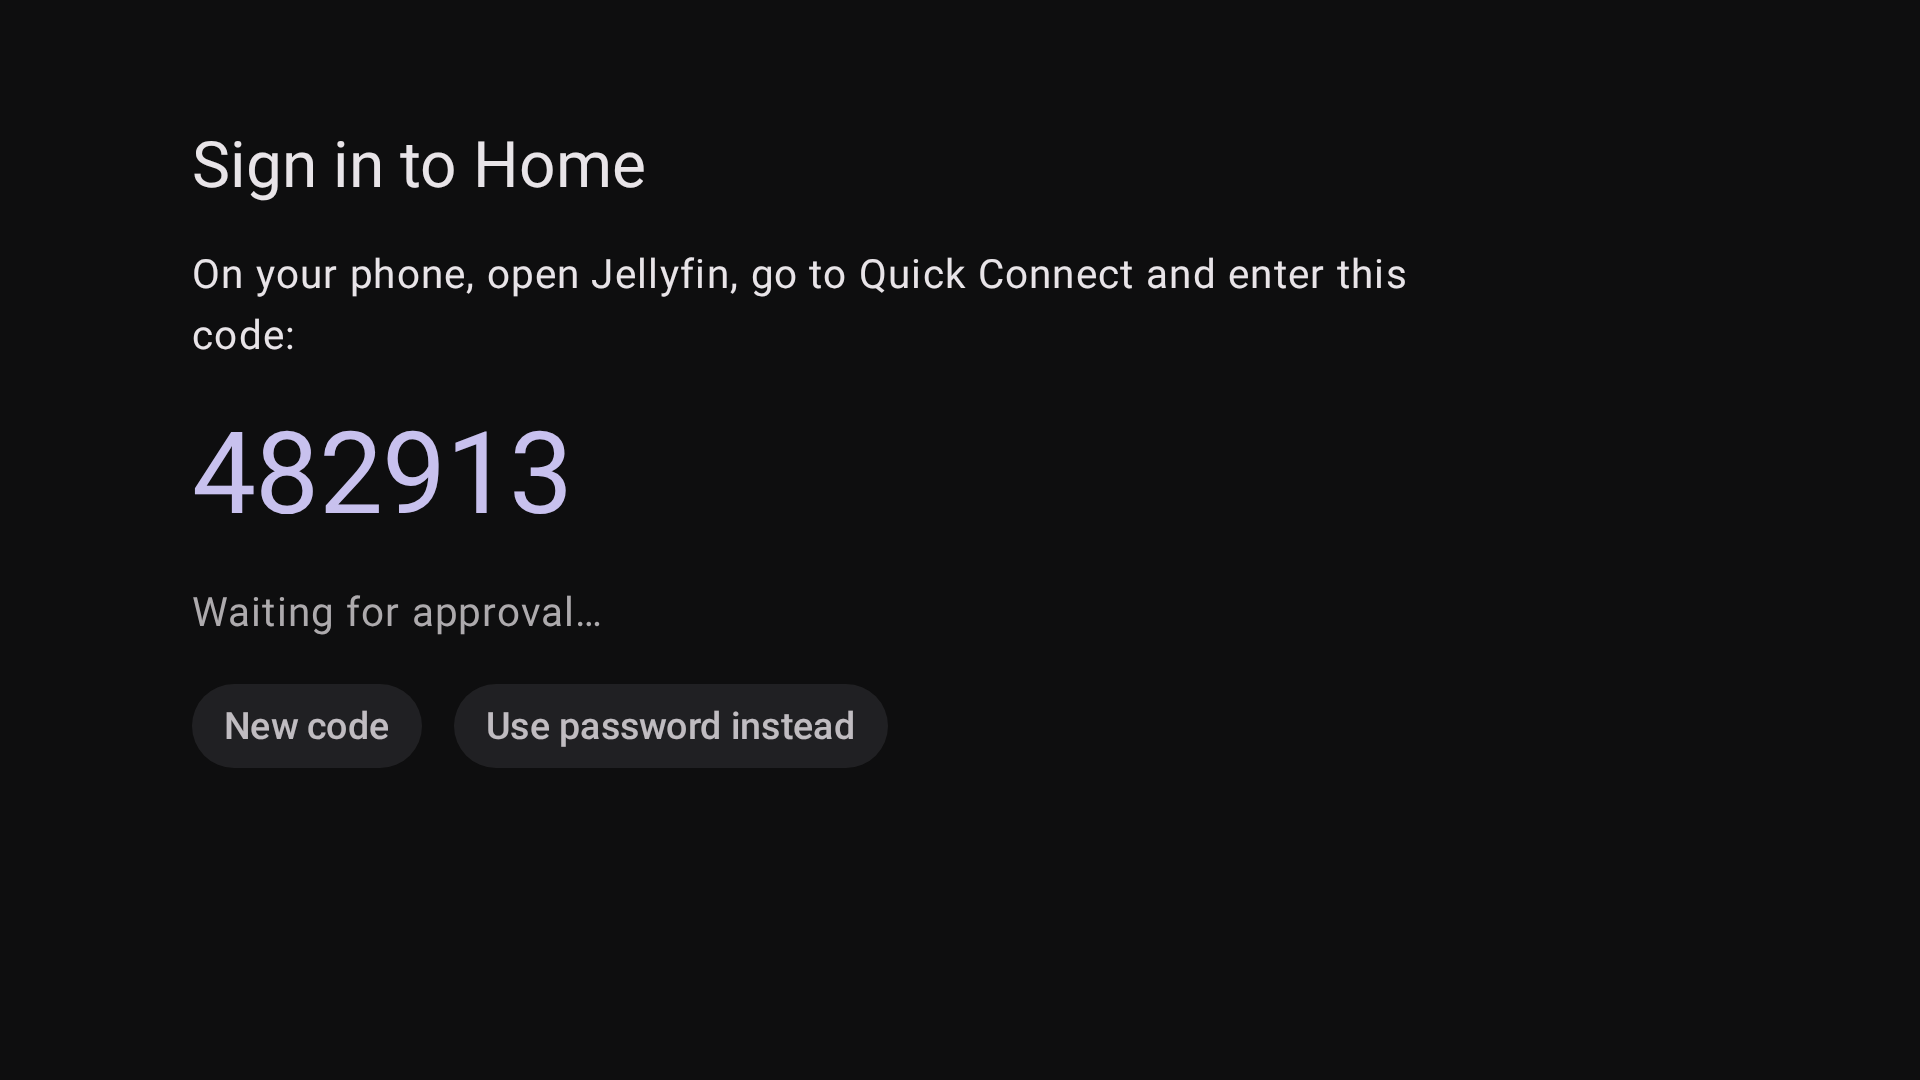 Sign in to Home
On your phone, open Jellyfin, go to Quick Connect and enter this
code:
482913
Waiting for approval…
New code
Use password instead